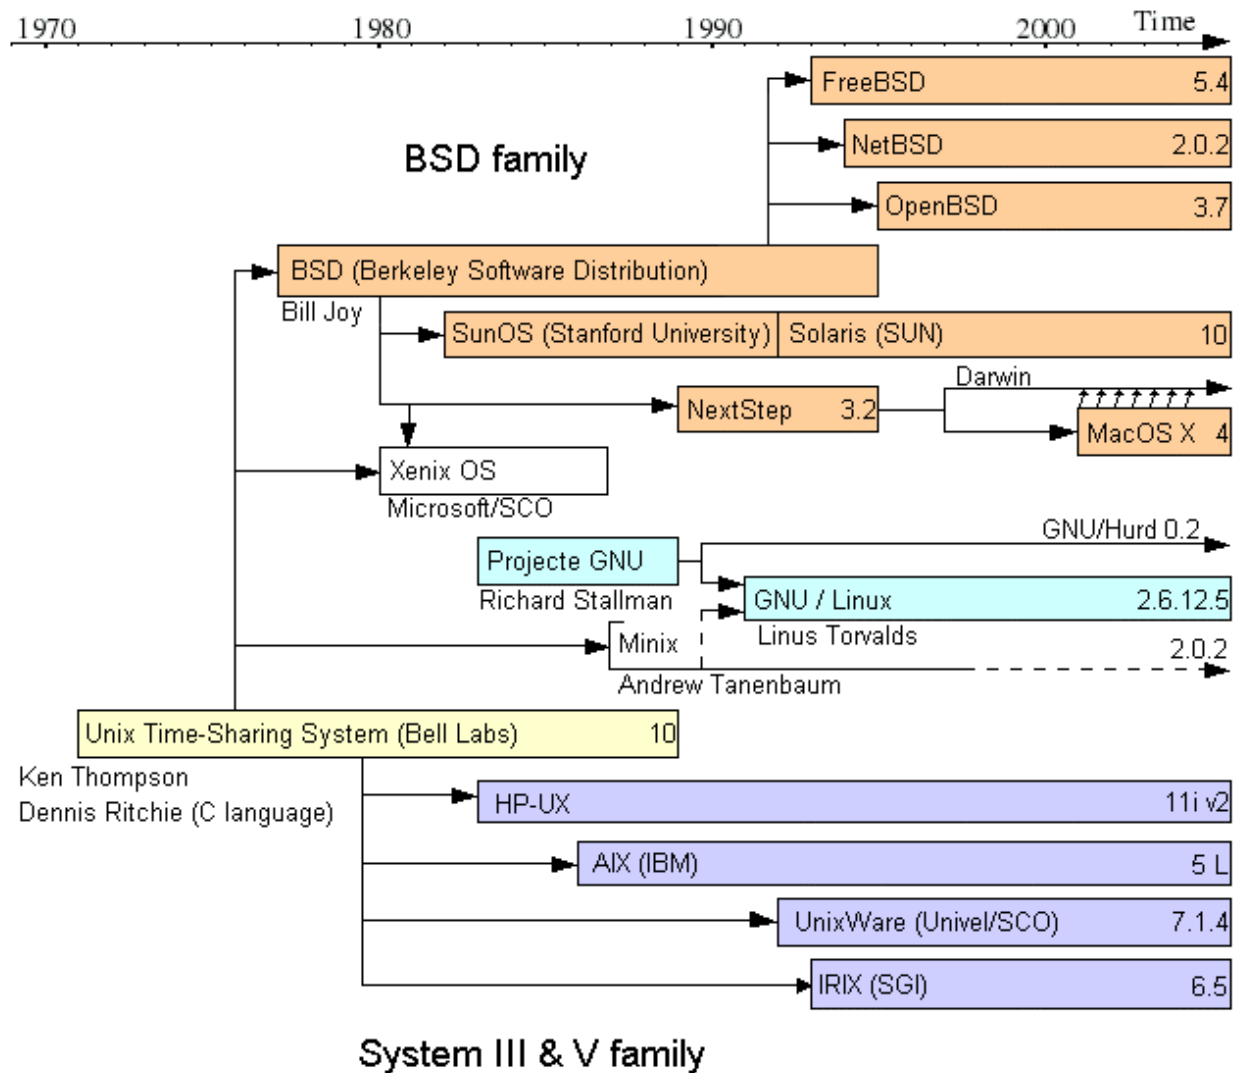 1970 1980 1990 2000 Time
FreeBSD 5.4
BSD family
NetBSD 2.0.2
OpenBSD 3.7
BSD (Berkeley Software Distribution)
Bill Joy
SunOS (Stanford University) Solaris (SUN) 10
Darwin
NextStep 3.2
MacOS X 4
Xenix OS
Microsoft/SCO
GNU/Hurd 0.2
Projecte GNU
Richard Stallman
GNU / Linux 2.6.12.5
Linus Torvalds
Minix 2.0.2
Andrew Tanenbaum
Unix Time-Sharing System (Bell Labs) 10
Ken Thompson
Dennis Ritchie (C language)
HP-UX 11i v2
AIX (IBM) 5 L
UnixWare (Univel/SCO) 7.1.4
IRIX (SGI) 6.5
System III & V family